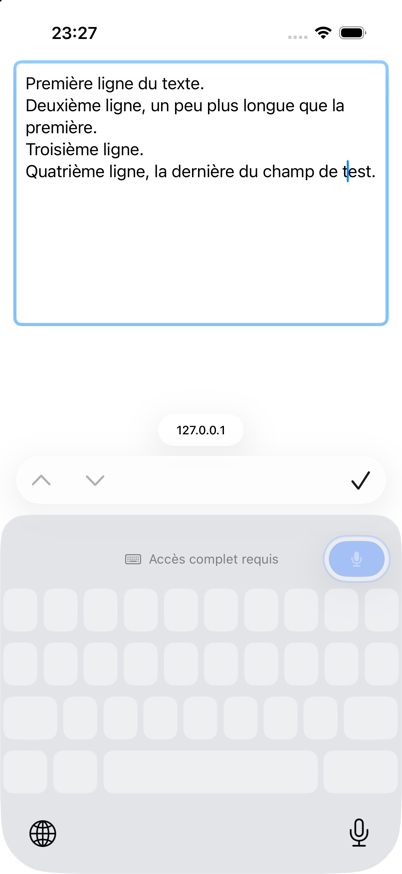 23:27
Première ligne du texte.
Deuxième ligne, un peu plus longue que la
première.
Troisième ligne.
Quatrième ligne, la dernière du champ de test.
127.0.0.1
Accès complet requis